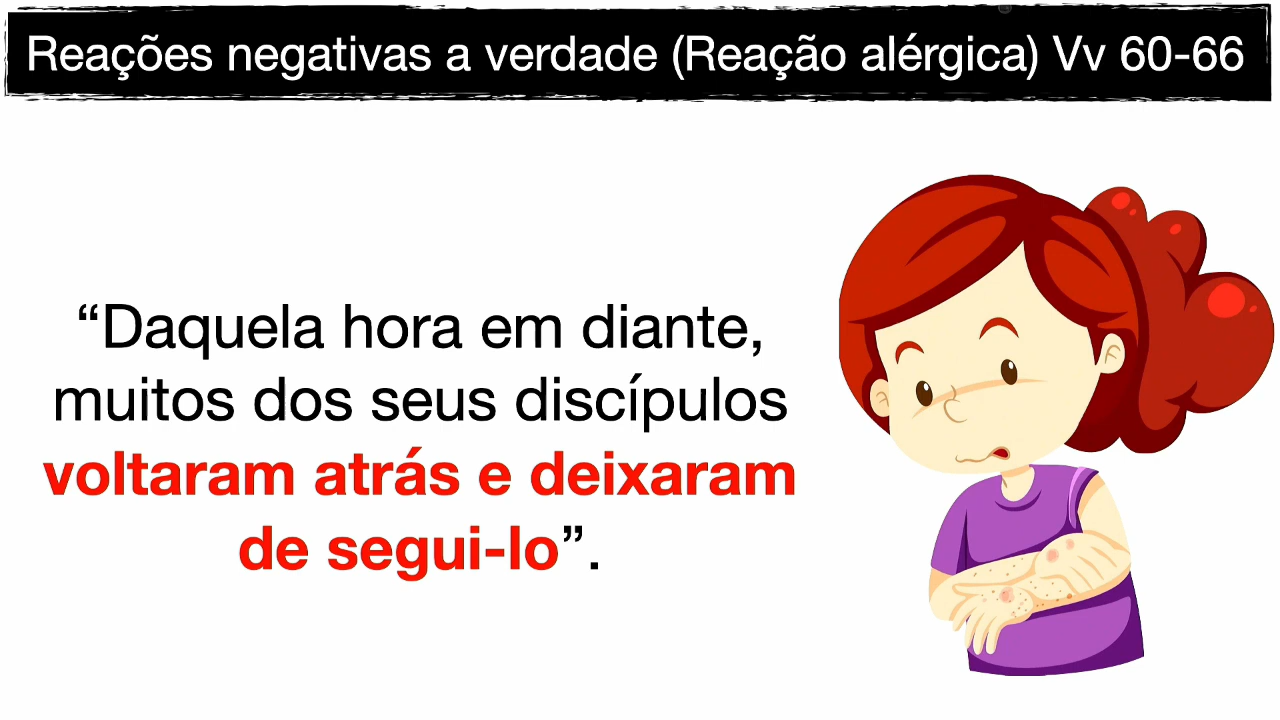 Reações negativas a verdade (Reação alérgica) Vv 60-66
“Daquela hora em diante,
muitos dos seus discípulos
voltaram atrás e deixaram
de segui-lo”.